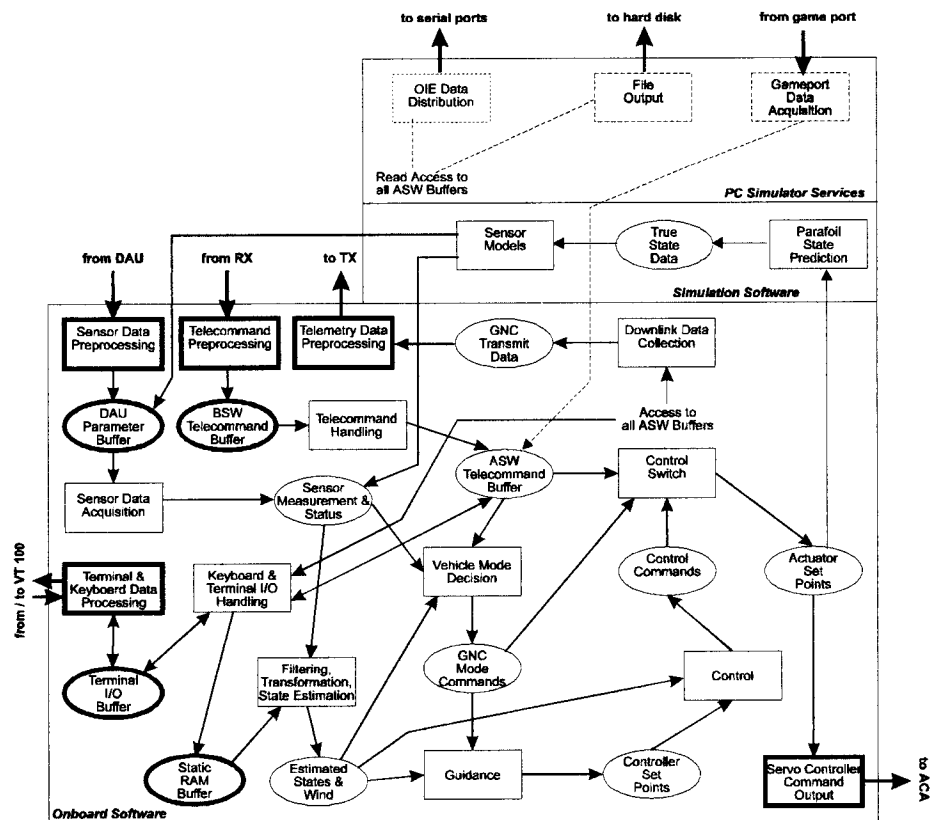 to serial ports
to hard disk
from game port
OIE Data
Distribution
File
Output
Gameport
Data
Acquisition
Read Access to
all ASW Buffers
PC Simulator Services
Sensor
Models
True
State
Data
Parafoil
State
Prediction
from DAU
from RX
to TX
Simulation Software
Sensor Data
Preprocessing
Telecommand
Preprocessing
Telemetry Data
Preprocessing
GNC
Transmit
Data
Downlink Data
Collection
DAU
Parameter
Buffer
BSW
Telecommand
Buffer
Telecommand
Handling
Access to
all ASW Buffers
ASW
Telecommand
Buffer
Control
Switch
Sensor Data
Acquisition
Sensor
Measurement &
Status
from / to VT 100
Terminal &
Keyboard Data
Processing
Keyboard &
Terminal I/O
Handling
Vehicle Mode
Decision
Control
Commands
Actuator
Set
Points
Terminal
I/O
Buffer
Filtering,
Transformation,
State Estimation
GNC
Mode
Commands
Control
Static
RAM
Buffer
Estimated
States &
Wind
Guidance
Controller
Set
Points
Servo Controller
Command
Output
to ACA
Onboard Software